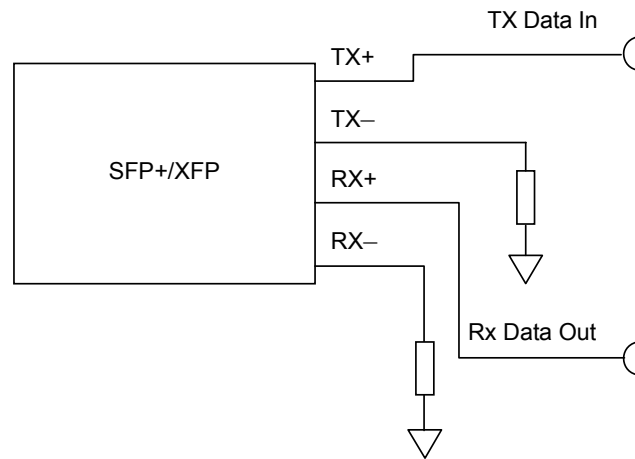 TX Data In
TX+
TX–
SFP+/XFP
RX+
RX–
Rx Data Out